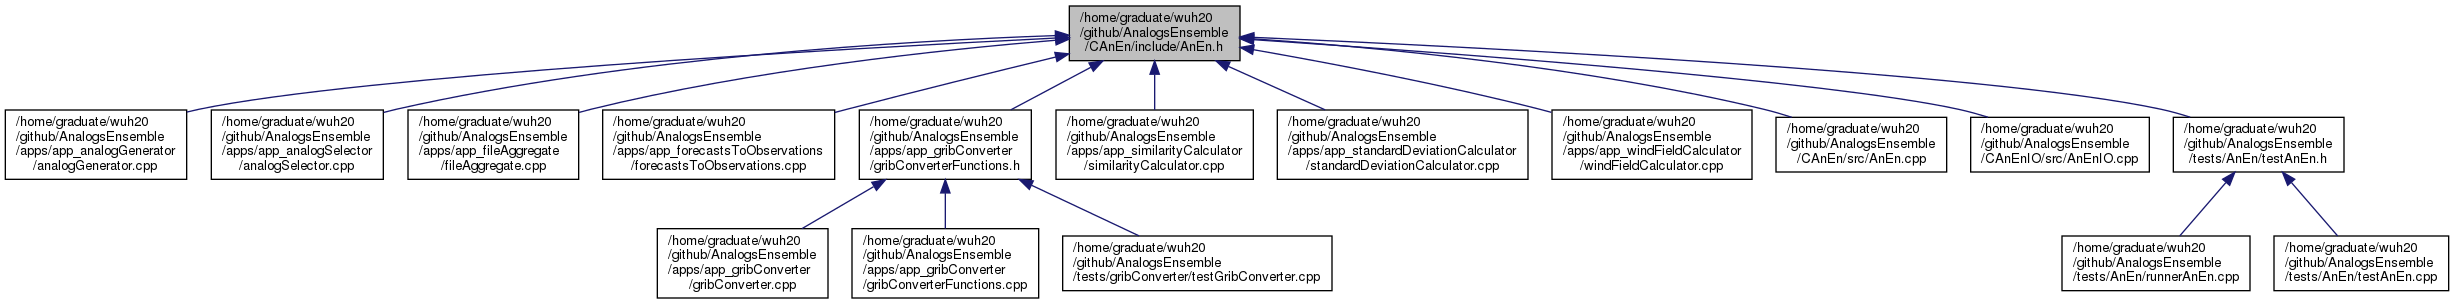 /home/graduate/wuh20
/github/AnalogsEnsemble
/CAnEn/include/AnEn.h
/home/graduate/wuh20
/github/AnalogsEnsemble
/apps/app_analogGenerator
/analogGenerator.cpp
/home/graduate/wuh20
/github/AnalogsEnsemble
/apps/app_analogSelector
/analogSelector.cpp
/home/graduate/wuh20
/github/AnalogsEnsemble
/apps/app_fileAggregate
/fileAggregate.cpp
/home/graduate/wuh20
/github/AnalogsEnsemble
/apps/app_forecastsToObservations
/forecastsToObservations.cpp
/home/graduate/wuh20
/github/AnalogsEnsemble
/apps/app_gribConverter
/gribConverterFunctions.h
/home/graduate/wuh20
/github/AnalogsEnsemble
/apps/app_similarityCalculator
/similarityCalculator.cpp
/home/graduate/wuh20
/github/AnalogsEnsemble
/apps/app_standardDeviationCalculator
/standardDeviationCalculator.cpp
/home/graduate/wuh20
/github/AnalogsEnsemble
/apps/app_windFieldCalculator
/windFieldCalculator.cpp
/home/graduate/wuh20
/github/AnalogsEnsemble
/CAnEn/src/AnEn.cpp
/home/graduate/wuh20
/github/AnalogsEnsemble
/CAnEnIO/src/AnEnIO.cpp
/home/graduate/wuh20
/github/AnalogsEnsemble
/tests/AnEn/testAnEn.h
/home/graduate/wuh20
/github/AnalogsEnsemble
/apps/app_gribConverter
/gribConverter.cpp
/home/graduate/wuh20
/github/AnalogsEnsemble
/apps/app_gribConverter
/gribConverterFunctions.cpp
/home/graduate/wuh20
/github/AnalogsEnsemble
/tests/gribConverter/testGribConverter.cpp
/home/graduate/wuh20
/github/AnalogsEnsemble
/tests/AnEn/runnerAnEn.cpp
/home/graduate/wuh20
/github/AnalogsEnsemble
/tests/AnEn/testAnEn.cpp